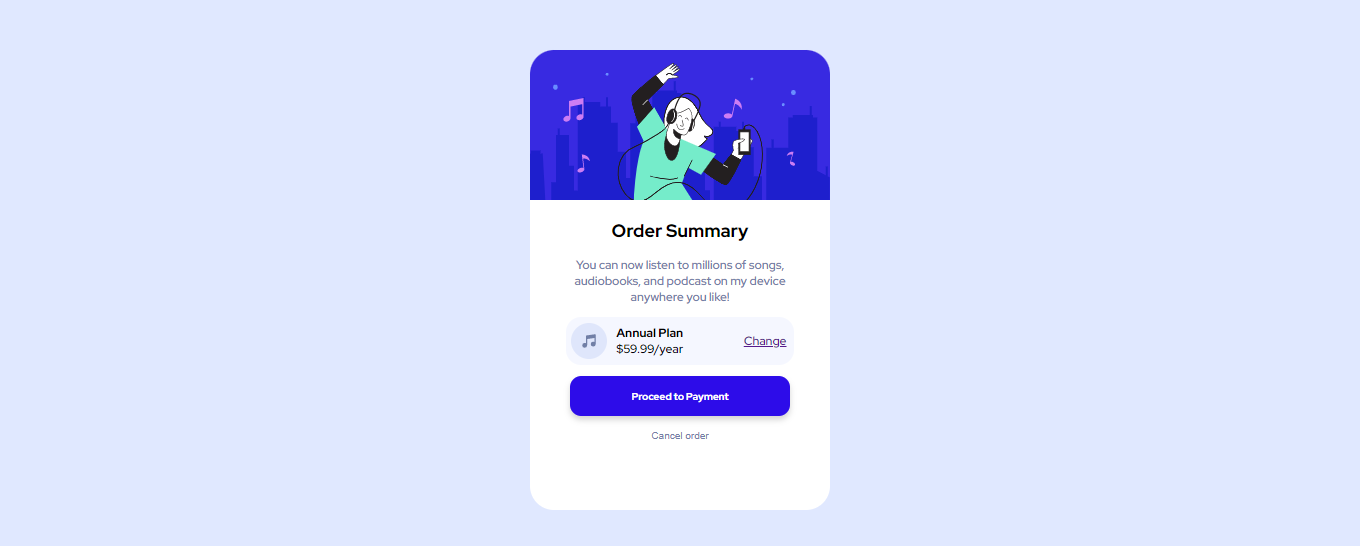 Order Summary
You can now listen to millions of songs,
audiobooks, and podcast on my device
anywhere you like!
Annual Plan
$59.99/year
Change
Proceed to Payment
Cancel order